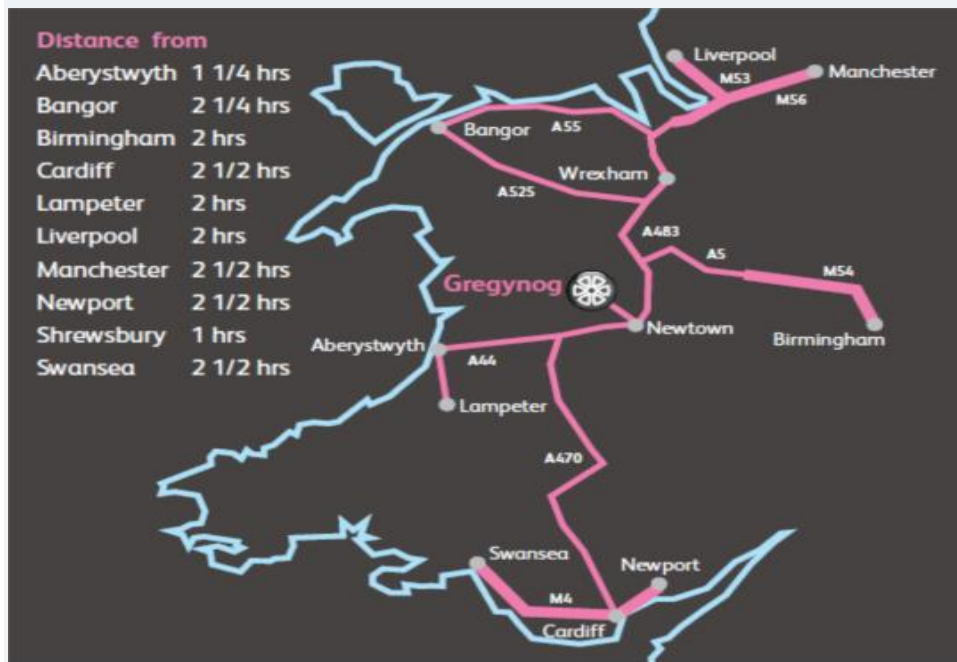 Distance from
Aberystwyth 1 1/4 hrs
Bangor 2 1/4 hrs
Birmingham 2 hrs
Cardiff 2 1/2 hrs
Lampeter 2 hrs
Liverpool 2 hrs
Manchester 2 1/2 hrs
Newport 2 1/2 hrs
Shrewsbury 1 hrs
Swansea 2 1/2 hrs
Liverpool
M53
Manchester
M56
Bangor
A55
Wrexham
A525
A483
A5
M54
Gregynog
Newtown
Birmingham
Aberystwyth
A44
Lampeter
A470
Swansea
Newport
M4
Cardiff